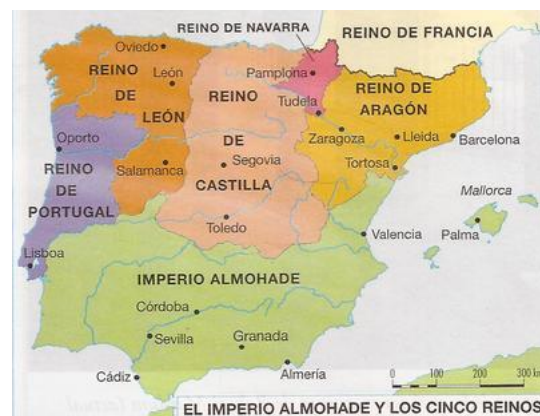 REINO DE NAVARRA
REINO DE FRANCIA
Oviedo
REINO
DE
LEÓN
León
Pamplona
REINO
DE
CASTILLA
Tudela
REINO DE
ARAGÓN
Zaragoza
Lleida
Barcelona
Tortosa
Oporto
REINO
DE
PORTUGAL
Salamanca
Segovia
Toledo
Mallorca
Palma
Valencia
Lisboa
IMPERIO ALMOHADE
Córdoba
Sevilla
Granada
Cádiz
Almería
0 100 200 300 km
EL IMPERIO ALMOHADE Y LOS CINCO REINOS